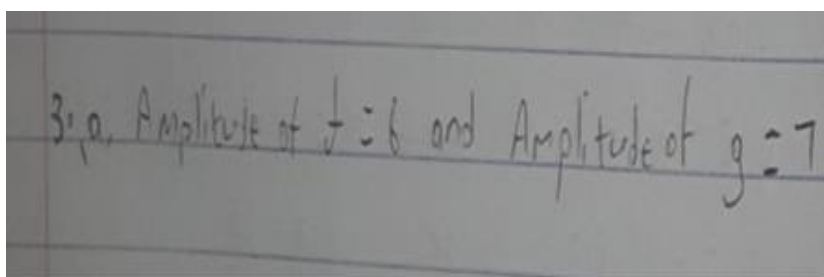 3.a. Amplitude of f = 6 and Amplitude of g = 7